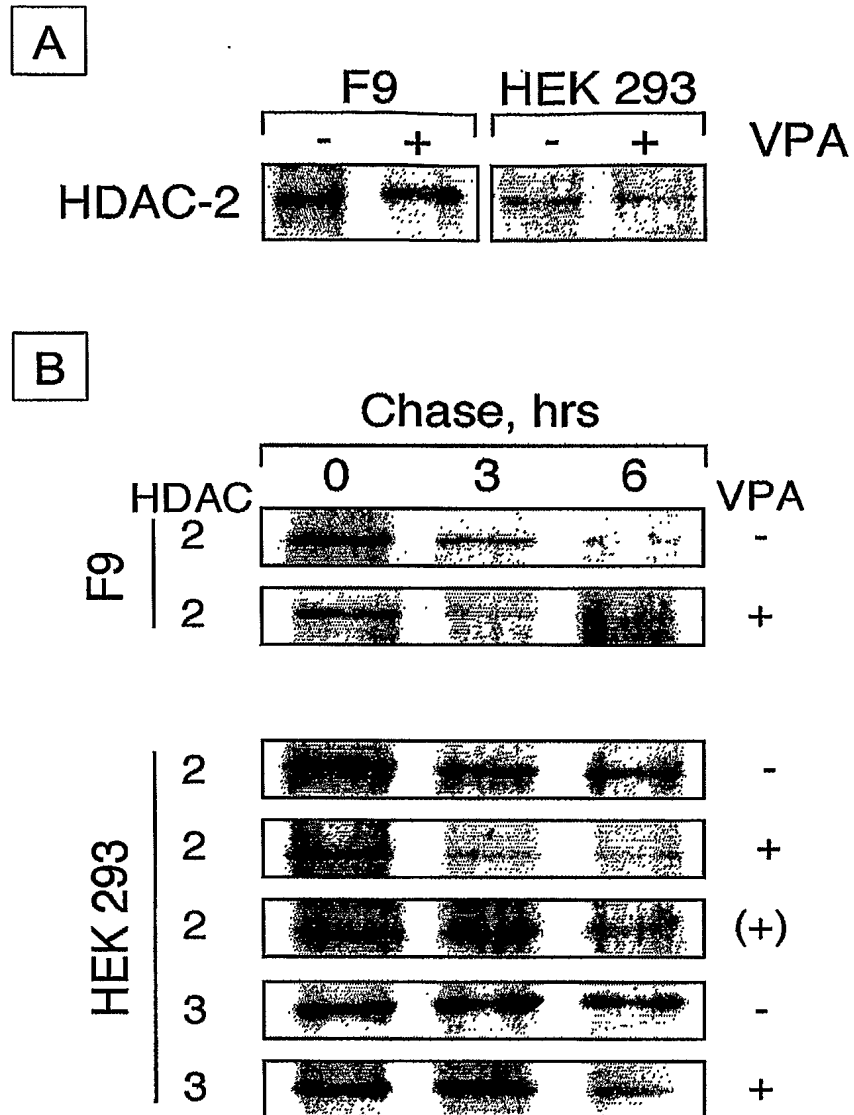 A
F9 HEK 293
- + - + VPA
HDAC-2
B
Chase, hrs
HDAC 0 3 6 VPA
F9
2 -
2 +
HEK 293
2 -
2 +
2 (+)
3 -
3 +